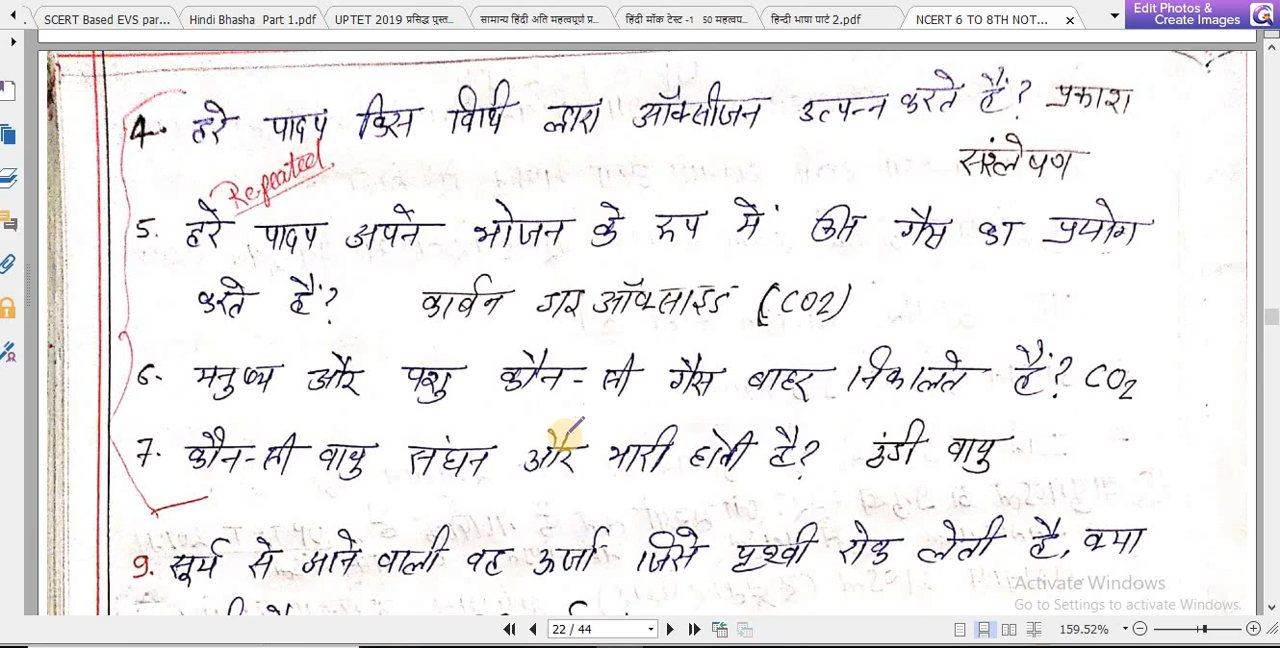 SCERT Based EVS par...
Hindi Bhasha Part 1.pdf
UPTET 2019 प्रसिद्ध पुस्त...
सामान्य हिंदी अति महत्वपूर्ण प्र...
हिंदी मॉक टेस्ट -1 50 महत्वप...
हिन्दी भाषा पार्ट 2.pdf
NCERT 6 TO 8TH NOT...
Edit Photos &
Create Images
4. हरे पादप किस विधि द्वारा ऑक्सीजन उत्पन्न करते हैं? प्रकाश
संश्लेषण
Repeated
5. हरे पादप अपने भोजन के रुप में किस गैस का प्रयोग
करते हैं? कार्बन डाइ ऑक्साइड (CO2)
6. मनुष्य और पशु कौन-सी गैस बाहर निकालते हैं? CO2
7. कौन-सी वायु संघन और भारी होती है? ठंडी वायु
9. सूर्य से आने वाली वह ऊर्जा जिसे पृथ्वी रोक लेती है, क्या
Activate Windows
Go to Settings to activate Windows.
22 / 44
159.52%